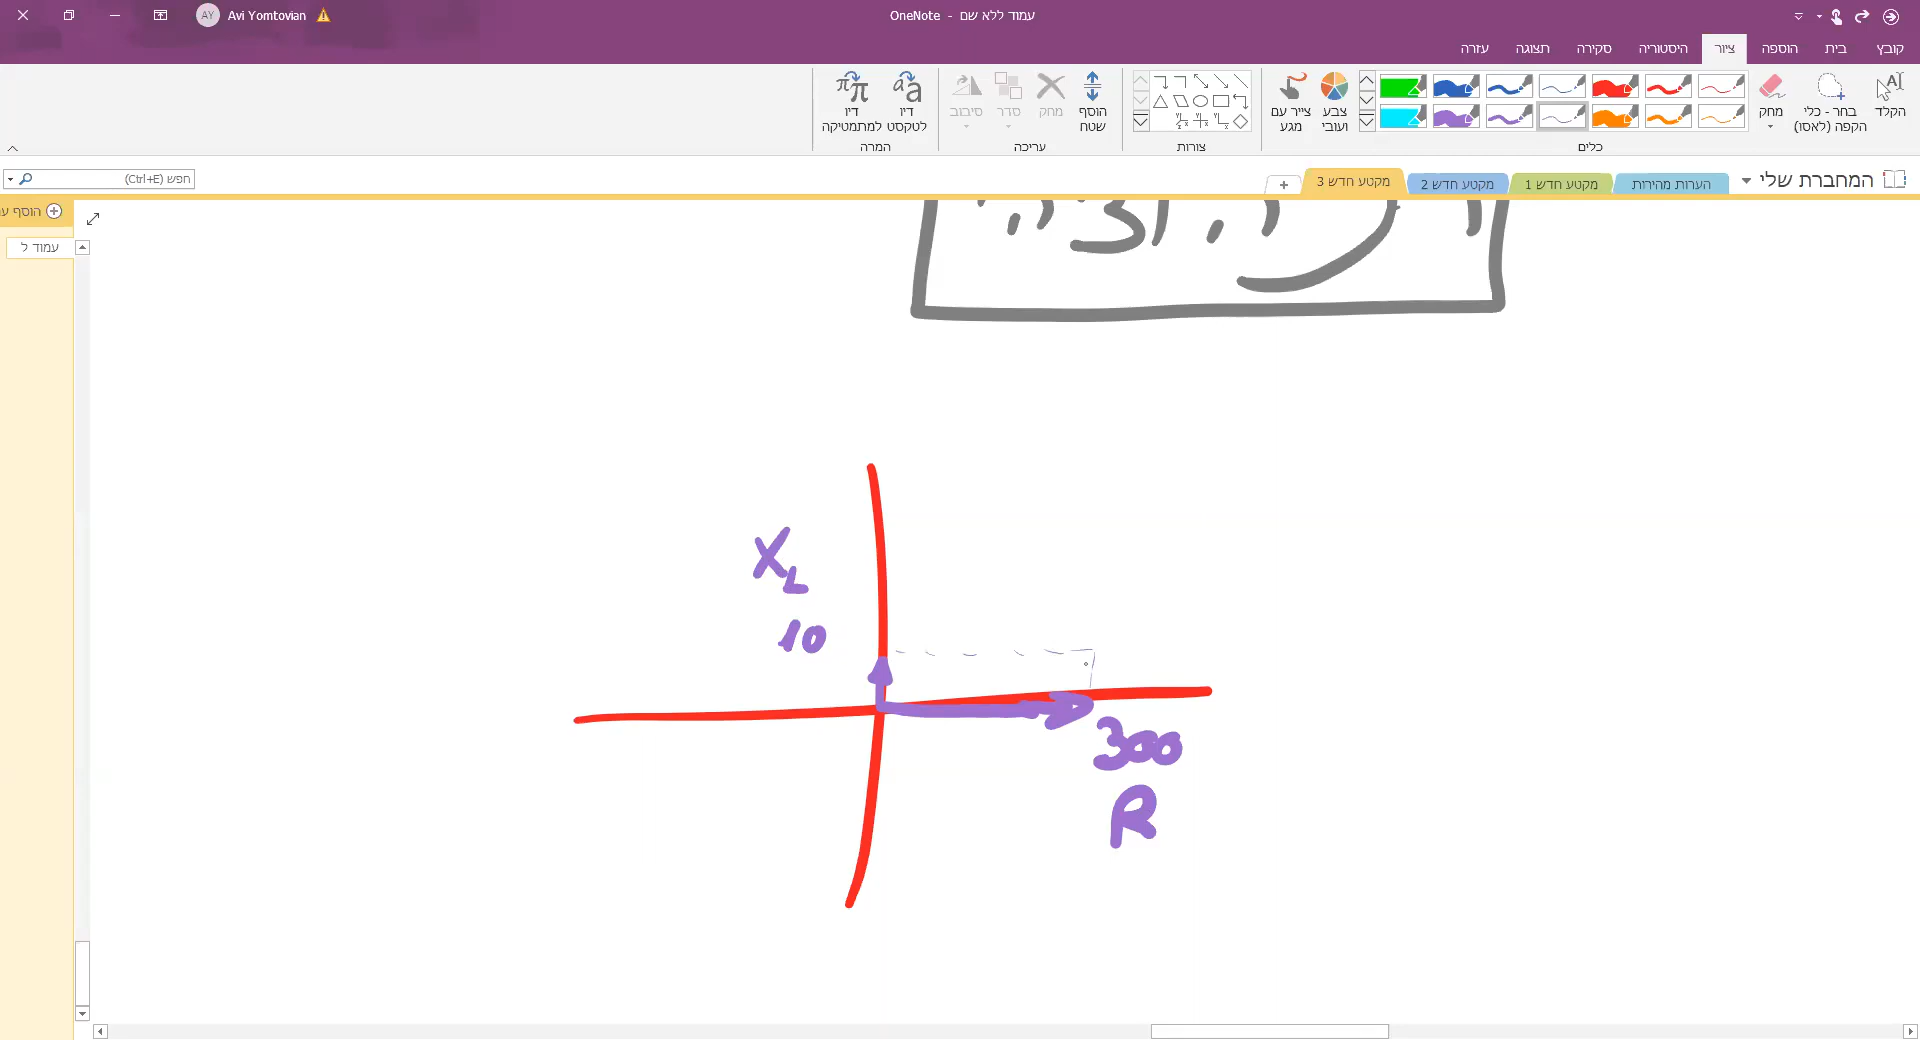 Avi Yomtovian
עמוד ללא שם - OneNote
קובץ בית הוספה ציור היסטוריה סקירה תצוגה עזרה
הקלד
בחר - כלי הקפה (לאסו)
מחק
כלים
צבע ועובי
צייר עם מגע
צורות
הוסף שטח
מחק
סדר
סיבוב
עריכה
דיו לטקסט
דיו למתמטיקה
המרה
המחברת שלי
הערות מהירות
מקטע חדש 1
מקטע חדש 2
מקטע חדש 3
חפש (Ctrl+E)
הוסף
עמוד ל
XL
10
300
R